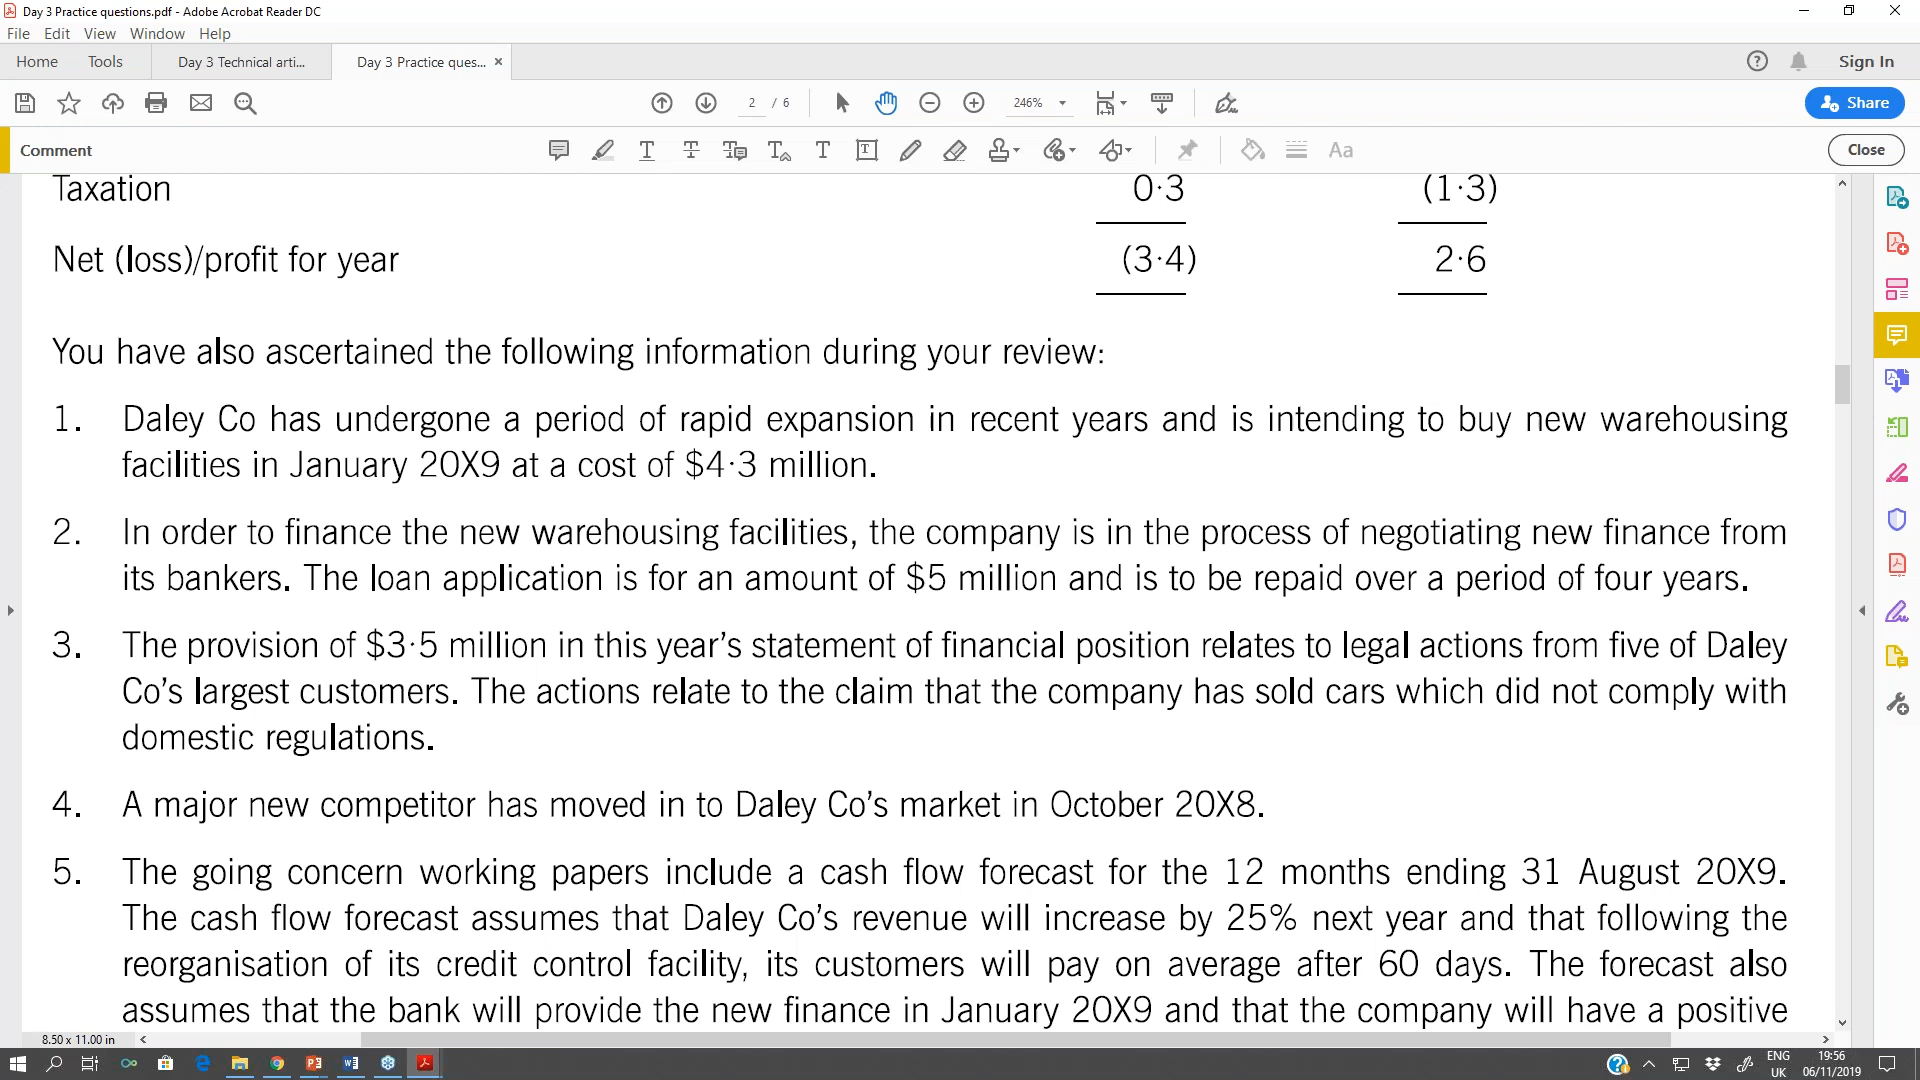 Day 3 Practice questions.pdf - Adobe Acrobat Reader DC
File Edit View Window Help
Home Tools Day 3 Technical arti... Day 3 Practice ques... × Sign In
2 / 6 246% Share
Comment Aa Close
Taxation 0·3 (1·3)
Net (loss)/profit for year (3·4) 2·6
You have also ascertained the following information during your review:
1. Daley Co has undergone a period of rapid expansion in recent years and is intending to buy new warehousing
facilities in January 20X9 at a cost of $4·3 million.
2. In order to finance the new warehousing facilities, the company is in the process of negotiating new finance from
its bankers. The loan application is for an amount of $5 million and is to be repaid over a period of four years.
3. The provision of $3·5 million in this year’s statement of financial position relates to legal actions from five of Daley
Co’s largest customers. The actions relate to the claim that the company has sold cars which did not comply with
domestic regulations.
4. A major new competitor has moved in to Daley Co’s market in October 20X8.
5. The going concern working papers include a cash flow forecast for the 12 months ending 31 August 20X9.
The cash flow forecast assumes that Daley Co’s revenue will increase by 25% next year and that following the
reorganisation of its credit control facility, its customers will pay on average after 60 days. The forecast also
assumes that the bank will provide the new finance in January 20X9 and that the company will have a positive
8.50 x 11.00 in
ENG 19:56
UK 06/11/2019